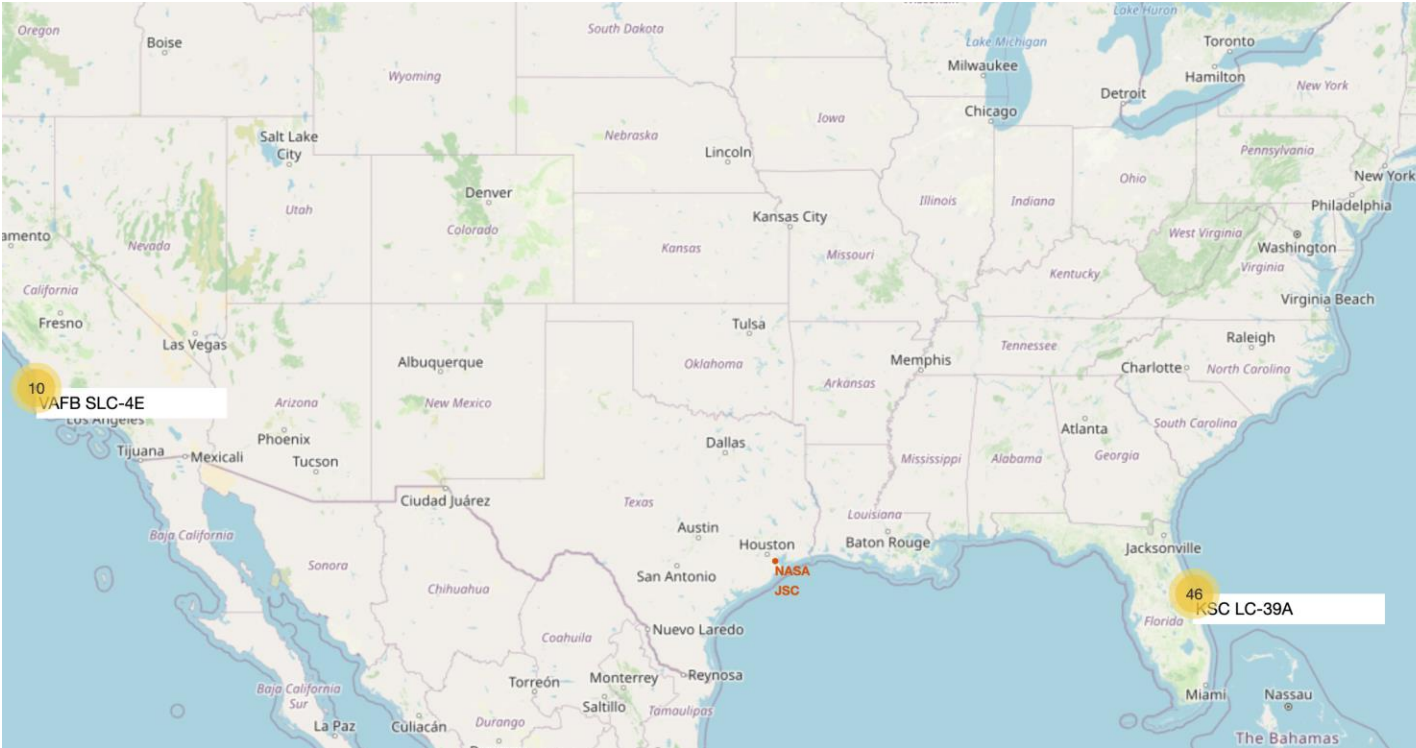 Oregon
Boise
South Dakota
Wyoming
Lake Michigan
Lake Huron
Toronto
Milwaukee
Hamilton
New York
Detroit
Chicago
Iowa
Salt Lake
City
Nebraska
Lincoln
Pennsylvania
New York
Ohio
Denver
Utah
Colorado
Illinois
Indiana
Philadelphia
Kansas City
amento
Nevada
Kansas
Missouri
West Virginia
Washington
Virginia
Kentucky
California
Fresno
Virginia Beach
Las Vegas
Tulsa
Raleigh
Tennessee
Albuquerque
Oklahoma
Memphis
Charlotte
North Carolina
Arkansas
10
VAFB SLC-4E
Los Angeles
Arizona
New Mexico
Phoenix
Dallas
Atlanta
South Carolina
Tijuana
Mexicali
Tucson
Mississippi
Alabama
Georgia
Ciudad Juárez
Texas
Louisiana
Baja California
Austin
Houston
Baton Rouge
Jacksonville
Sonora
San Antonio
NASA
JSC
Chihuahua
46
KSC LC-39A
Florida
Coahuila
Nuevo Laredo
Torreón
Monterrey
Reynosa
Baja California
Sur
Saltillo
Tamaulipas
Miami
Nassau
La Paz
Culiacán
Durango
The Bahamas